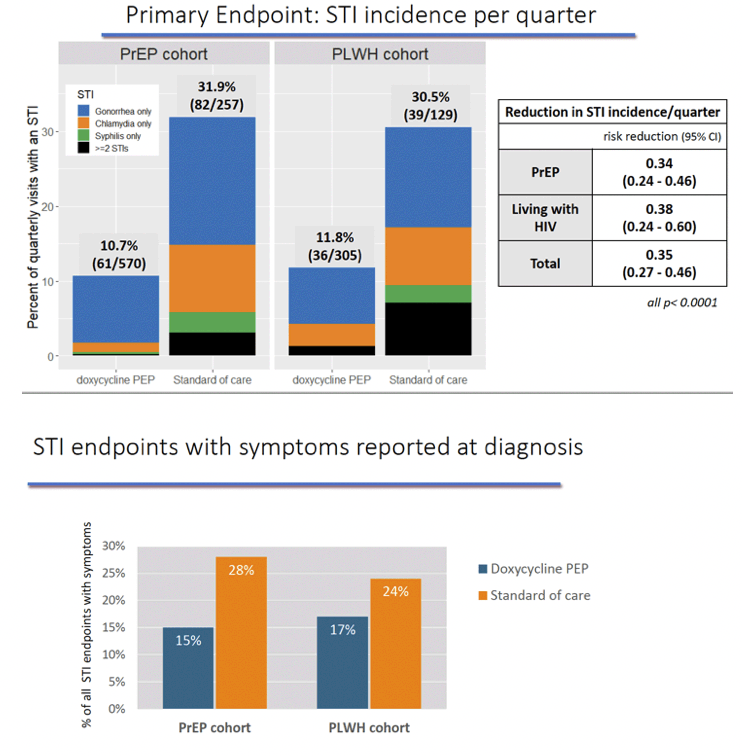 Primary Endpoint: STI incidence per quarter
PrEP cohort
PLWH cohort
Percent of quarterly visits with an STI
30
20
10
0
STI
Gonorrhea only
Chlamydia only
Syphilis only
>=2 STIs
10.7%
(61/570)
31.9%
(82/257)
11.8%
(36/305)
30.5%
(39/129)
doxycycline PEP
Standard of care
doxycycline PEP
Standard of care
Reduction in STI incidence/quarter
risk reduction (95% CI)
PrEP
0.34
(0.24 - 0.46)
Living with
HIV
0.38
(0.24 - 0.60)
Total
0.35
(0.27 - 0.46)
all p< 0.0001
STI endpoints with symptoms reported at diagnosis
% of all STI endpoints with symptoms
30%
25%
20%
15%
10%
5%
0%
15%
28%
17%
24%
PrEP cohort
PLWH cohort
Doxycycline PEP
Standard of care